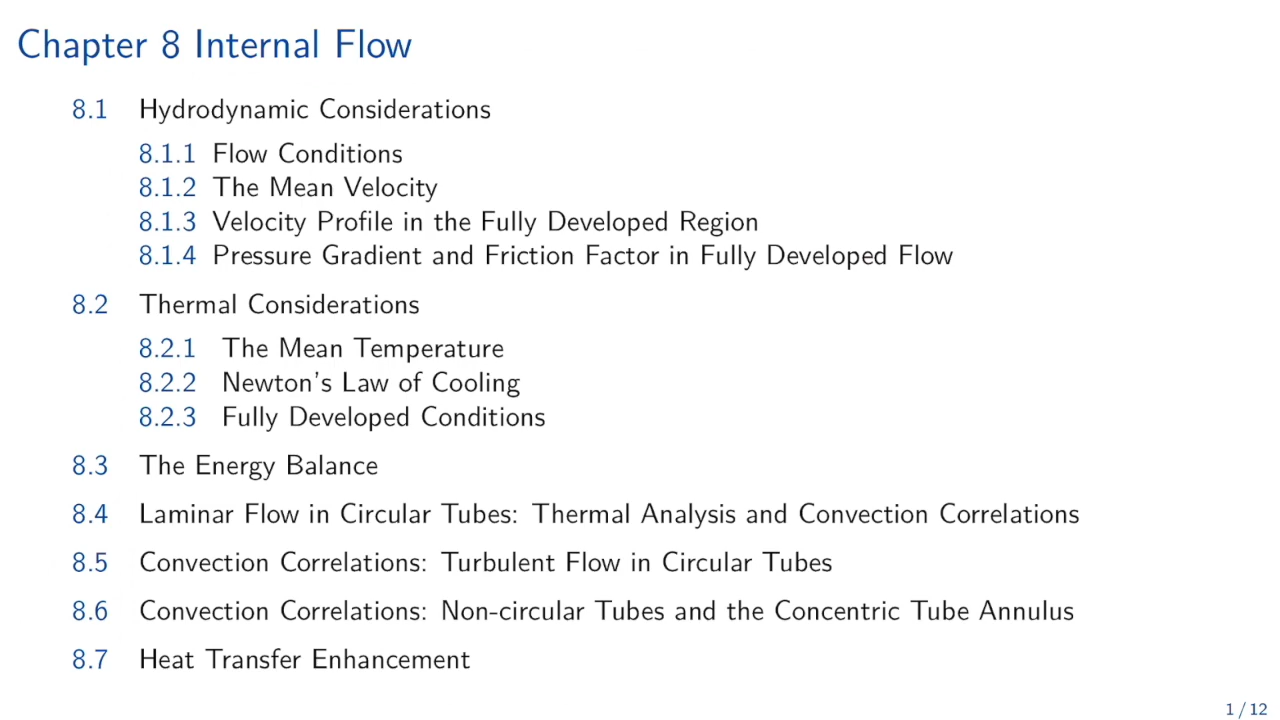 Chapter 8 Internal Flow
8.1 Hydrodynamic Considerations
8.1.1 Flow Conditions
8.1.2 The Mean Velocity
8.1.3 Velocity Profile in the Fully Developed Region
8.1.4 Pressure Gradient and Friction Factor in Fully Developed Flow
8.2 Thermal Considerations
8.2.1 The Mean Temperature
8.2.2 Newton's Law of Cooling
8.2.3 Fully Developed Conditions
8.3 The Energy Balance
8.4 Laminar Flow in Circular Tubes: Thermal Analysis and Convection Correlations
8.5 Convection Correlations: Turbulent Flow in Circular Tubes
8.6 Convection Correlations: Non-circular Tubes and the Concentric Tube Annulus
8.7 Heat Transfer Enhancement
1 / 12